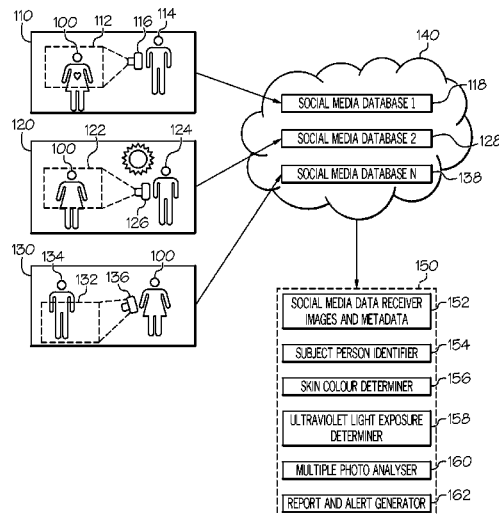 110
100
112
116
114
120
100
122
124
126
130
134
132
136
100
140
SOCIAL MEDIA DATABASE 1
118
SOCIAL MEDIA DATABASE 2
128
SOCIAL MEDIA DATABASE N
138
150
SOCIAL MEDIA DATA RECEIVER
IMAGES AND METADATA
152
SUBJECT PERSON IDENTIFIER
154
SKIN COLOUR DETERMINER
156
ULTRAVIOLET LIGHT EXPOSURE
DETERMINER
158
MULTIPLE PHOTO ANALYSER
160
REPORT AND ALERT GENERATOR
162